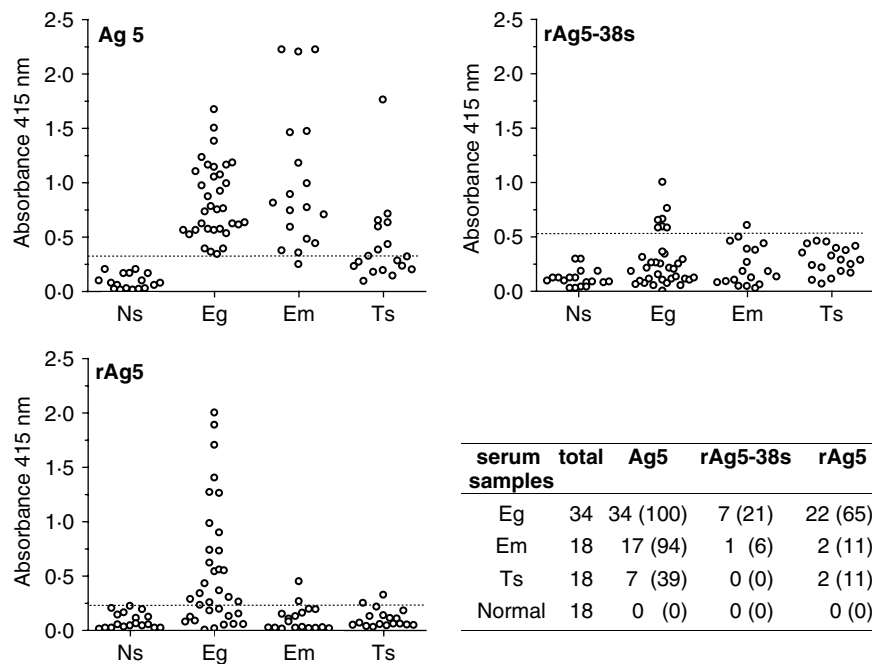 Ag 5
Absorbance 415 nm
2·5
2·0
1·5
1·0
0·5
0·0
Ns Eg Em Ts
rAg5-38s
Absorbance 415 nm
2·5
2·0
1·5
1·0
0·5
0·0
Ns Eg Em Ts
rAg5
Absorbance 415 nm
2·5
2·0
1·5
1·0
0·5
0·0
Ns Eg Em Ts
serum samples total Ag5 rAg5-38s rAg5
Eg 34 34 (100) 7 (21) 22 (65)
Em 18 17 (94) 1 (6) 2 (11)
Ts 18 7 (39) 0 (0) 2 (11)
Normal 18 0 (0) 0 (0) 0 (0)